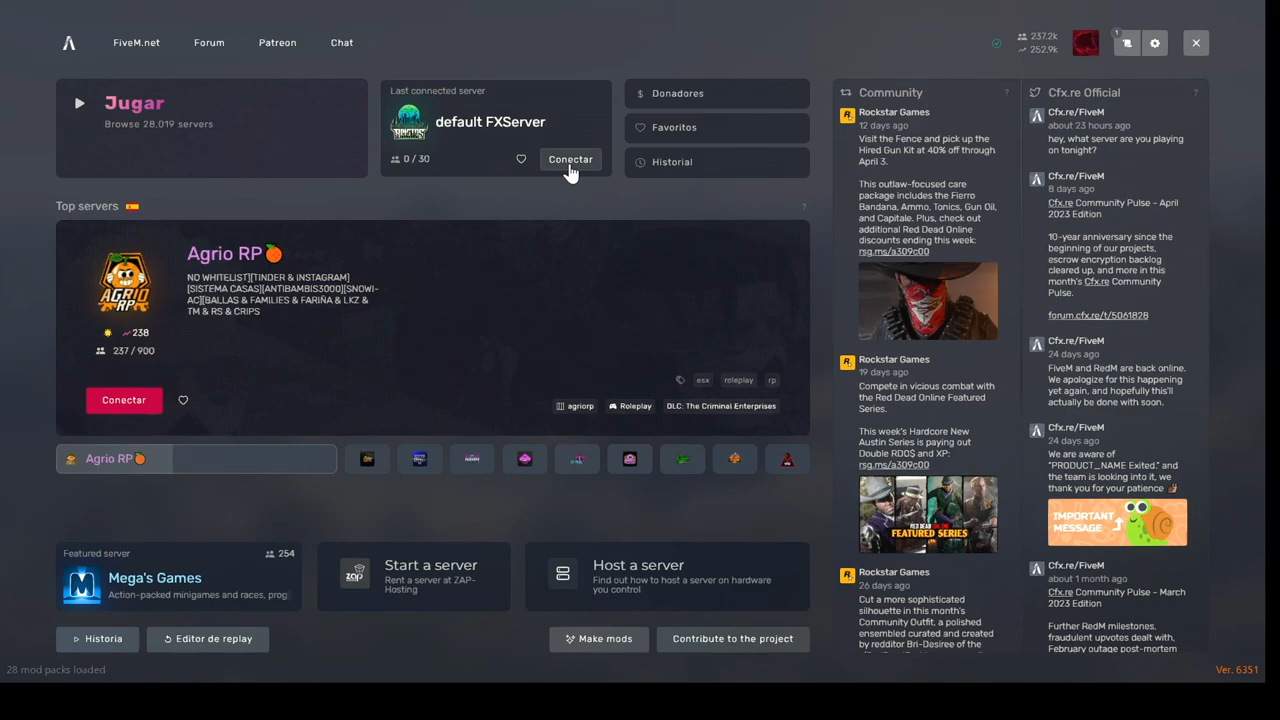 FiveM.net
Forum
Patreon
Chat
237.2k
252.9k
1
Jugar
Browse 28,019 servers
Last connected server
default FXServer
0 / 30
Conectar
$ Donadores
Favoritos
Historial
Top servers
?
Agrio RP
NO WHITELIST][TINDER & INSTAGRAM]
[SISTEMA CASAS][ANTIBAMBIS3000][SNOWI-
AC][BALLAS & FAMILIES & FARIÑA & LKZ &
TM & RS & CRIPS
AGRIO
RP
238
237 / 900
Conectar
esx
roleplay
rp
agriorp
Roleplay
DLC: The Criminal Enterprises
Agrio RP
Featured server
254
Mega's Games
Action-packed minigames and races, prog
zap
Start a server
Rent a server at ZAP-
Hosting
Host a server
Find out how to host a server on hardware
you control
Historia
Editor de replay
Make mods
Contribute to the project
28 mod packs loaded
Community
?
Rockstar Games
12 days ago
Visit the Fence and pick up the
Hired Gun Kit at 40% off through
April 3.
This outlaw-focused care
package includes the Fierro
Bandana, Ammo, Tonics, Gun Oil,
and Capitale. Plus, check out
additional Red Dead Online
discounts ending this week:
rsg.ms/a309c00
Rockstar Games
19 days ago
Compete in vicious combat with
the Red Dead Online Featured
Series.
This week's Hardcore New
Austin Series is paying out
Double RDO$ and XP:
rsg.ms/a309c00
RED DEAD ONLINE
FEATURED SERIES
Rockstar Games
26 days ago
Cut a more sophisticated
silhouette in this month's
Community Outfit, a polished
ensembled curated and created
by redditor Bri-Desiree of the
Cfx.re Official
?
Cfx.re/FiveM
about 23 hours ago
hey, what server are you playing
on tonight?
Cfx.re/FiveM
8 days ago
Cfx.re Community Pulse - April
2023 Edition
10-year anniversary since the
beginning of our projects,
escrow encryption backlog
cleared up, and more in this
month's Cfx.re Community
Pulse.
forum.cfx.re/t/5061828
Cfx.re/FiveM
24 days ago
FiveM and RedM are back online.
We apologize for this happening
yet again, and hopefully this'll
actually be done with soon.
Cfx.re/FiveM
24 days ago
We are aware of
"PRODUCT_NAME Exited." and
the team is looking into it, we
thank you for your patience
IMPORTANT
MESSAGE
Cfx.re/FiveM
about 1 month ago
Cfx.re Community Pulse - March
2023 Edition
Further RedM milestones,
fraudulent upvotes dealt with,
February outage post-mortem
Ver. 6351